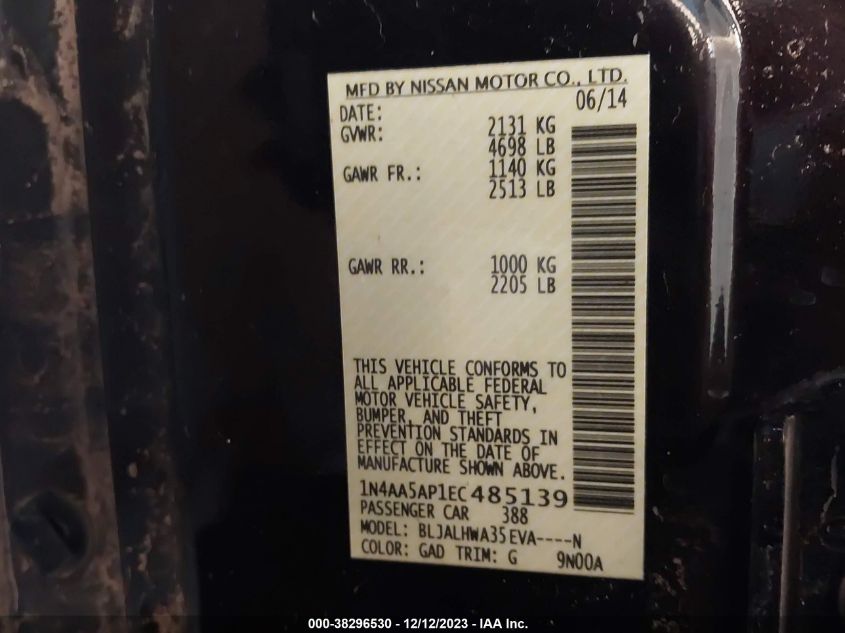 MFD BY NISSAN MOTOR CO., LTD.
DATE: 06/14
GVWR: 2131 KG
4698 LB
GAWR FR.: 1140 KG
2513 LB
GAWR RR.: 1000 KG
2205 LB
THIS VEHICLE CONFORMS TO
ALL APPLICABLE FEDERAL
MOTOR VEHICLE SAFETY,
BUMPER, AND THEFT
PREVENTION STANDARDS IN
EFFECT ON THE DATE OF
MANUFACTURE SHOWN ABOVE.
1N4AA5AP1EC485139
PASSENGER CAR 388
MODEL: BLJALHWA35EVA----N
COLOR: GAD TRIM: G 9N00A
000-38296530 - 12/12/2023 - IAA Inc.